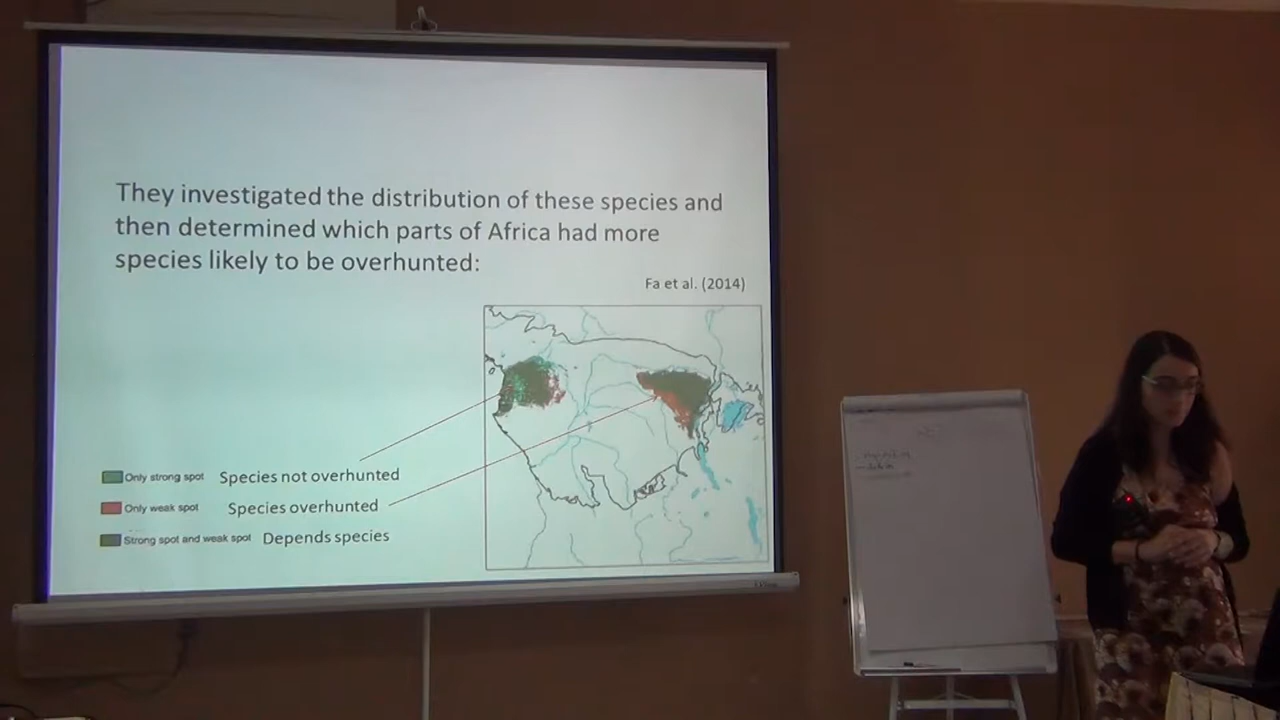 They investigated the distribution of these species and
then determined which parts of Africa had more
species likely to be overhunted:
Fa et al. (2014)
Only strong spot Species not overhunted
Only weak spot Species overhunted
Strong spot and weak spot Depends species